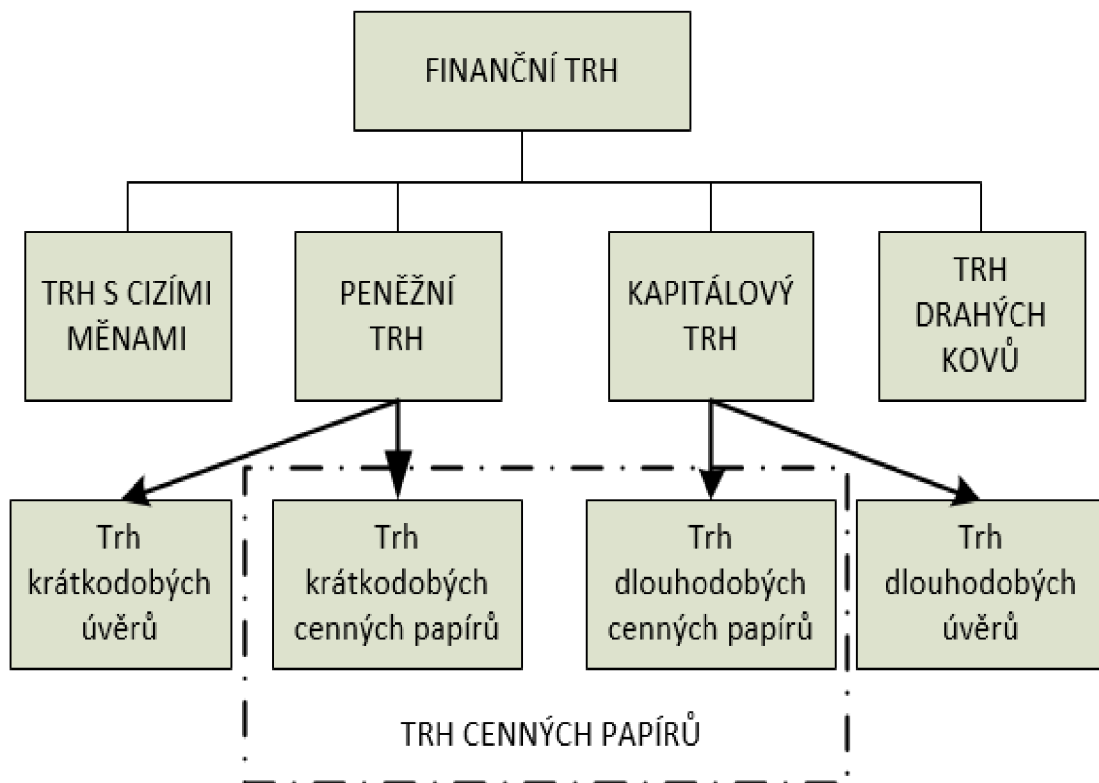 FINANČNÍ TRH
TRH S CIZÍMI
MĚNAMI
PENĚŽNÍ
TRH
KAPITÁLOVÝ
TRH
TRH
DRAHÝCH
KOVŮ
Trh
krátkodobých
úvěrů
Trh
krátkodobých
cenných papírů
Trh
dlouhodobých
cenných papírů
Trh
dlouhodobých
úvěrů
TRH CENNÝCH PAPÍRŮ